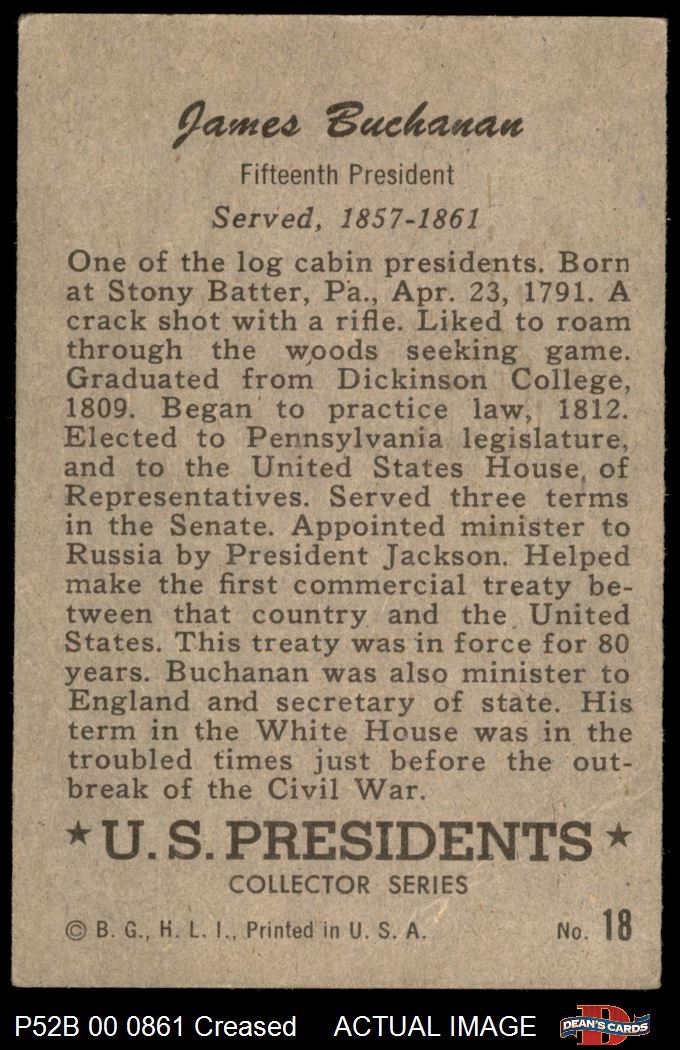 James Buchanan
Fifteenth President
Served, 1857-1861
One of the log cabin presidents. Born
at Stony Batter, Pa., Apr. 23, 1791. A
crack shot with a rifle. Liked to roam
through the woods seeking game.
Graduated from Dickinson College,
1809. Began to practice law, 1812.
Elected to Pennsylvania legislature,
and to the United States House of
Representatives. Served three terms
in the Senate. Appointed minister to
Russia by President Jackson. Helped
make the first commercial treaty be-
tween that country and the United
States. This treaty was in force for 80
years. Buchanan was also minister to
England and secretary of state. His
term in the White House was in the
troubled times just before the out-
break of the Civil War.
★ U.S. PRESIDENTS ★
COLLECTOR SERIES
© B. G., H. L. I., Printed in U. S. A. No. 18
P52B 00 0861 Creased ACTUAL IMAGE
D
DEAN'S CARDS